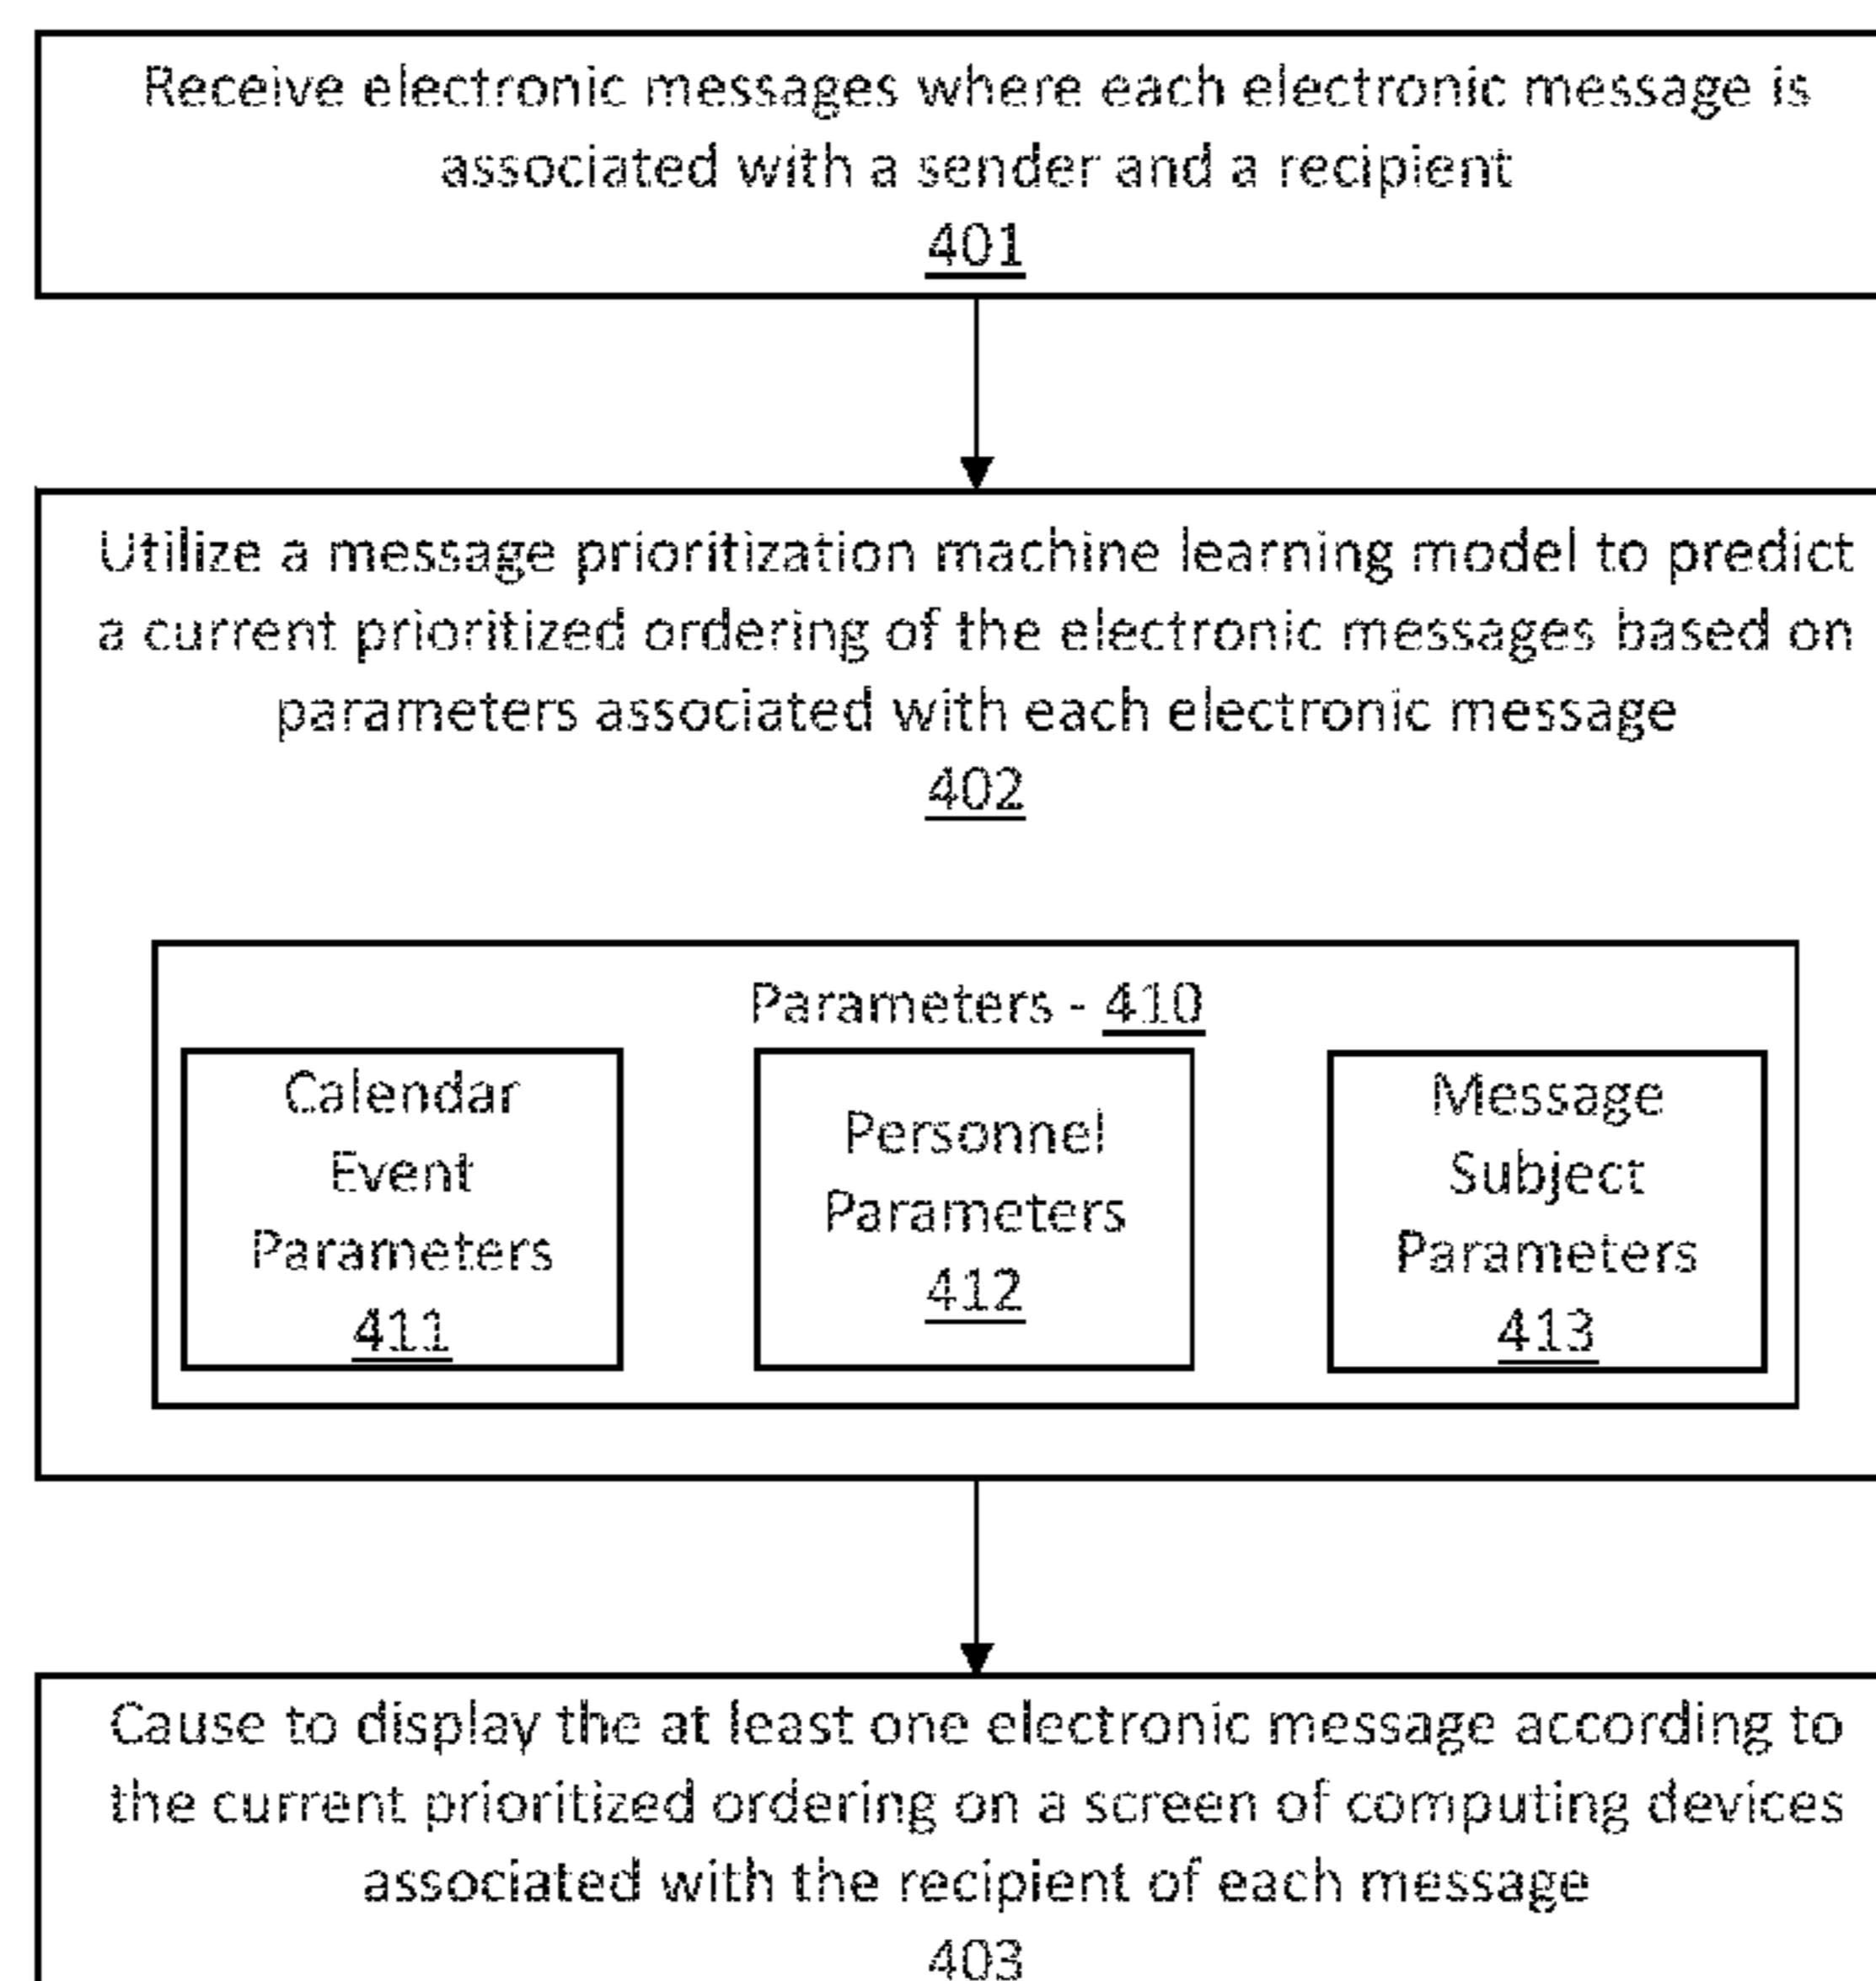 Receive electronic messages where each electronic message is
associated with a sender and a recipient
401
Utilize a message prioritization machine learning model to predict
a current prioritized ordering of the electronic messages based on
parameters associated with each electronic message
402
Parameters - 410
Calendar
Event
Parameters
411
Personnel
Parameters
412
Message
Subject
Parameters
413
Cause to display the at least one electronic message according to
the current prioritized ordering on a screen of computing devices
associated with the recipient of each message
403